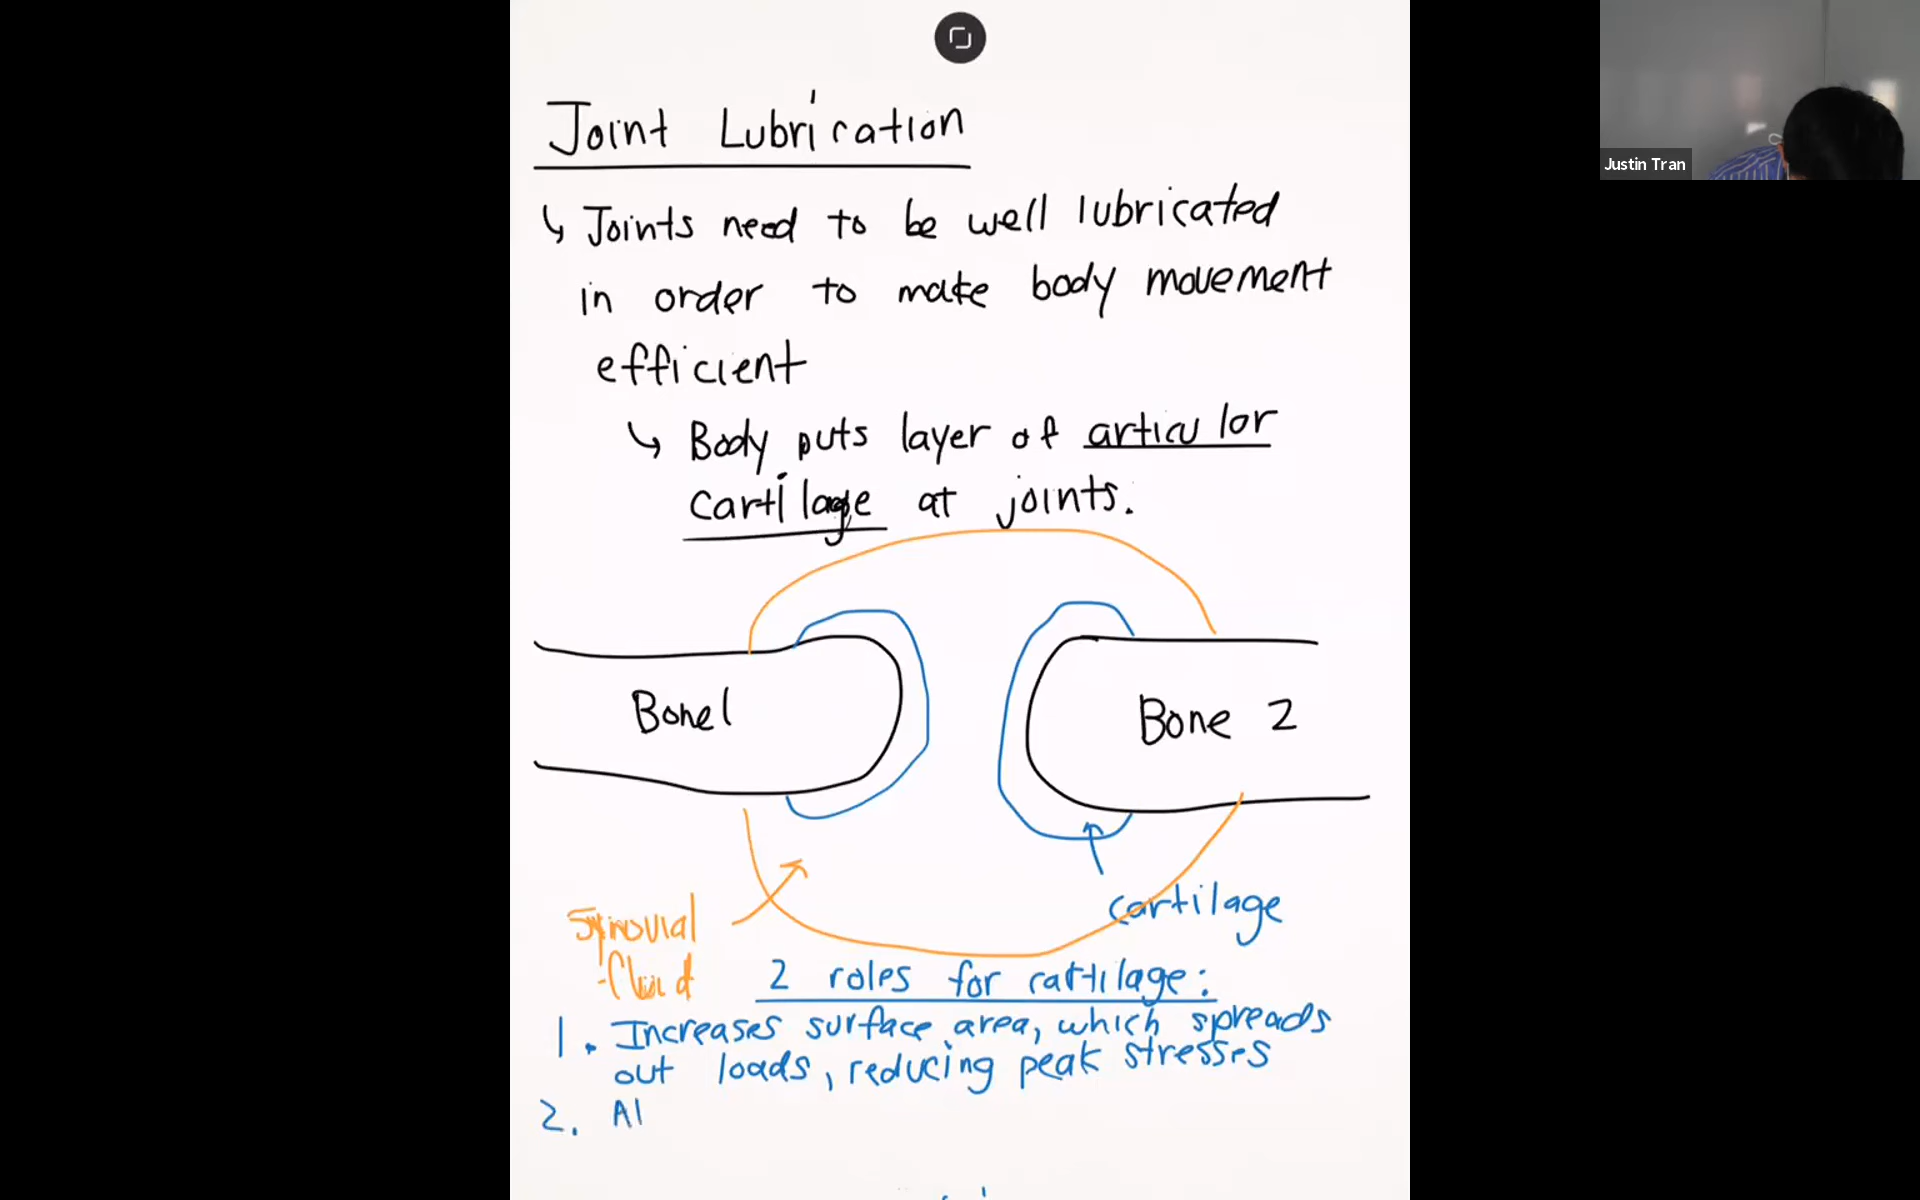 Joint Lubrication
↳ Joints need to be well lubricated
in order to make body movement
efficient
↳ Body puts layer of articular
cartilage at joints.
Bone 1
Bone 2
cartilage
Synovial
fluid
2 roles for cartilage:
1. Increases surface area, which spreads
out loads, reducing peak stresses
2. Al
Justin Tran